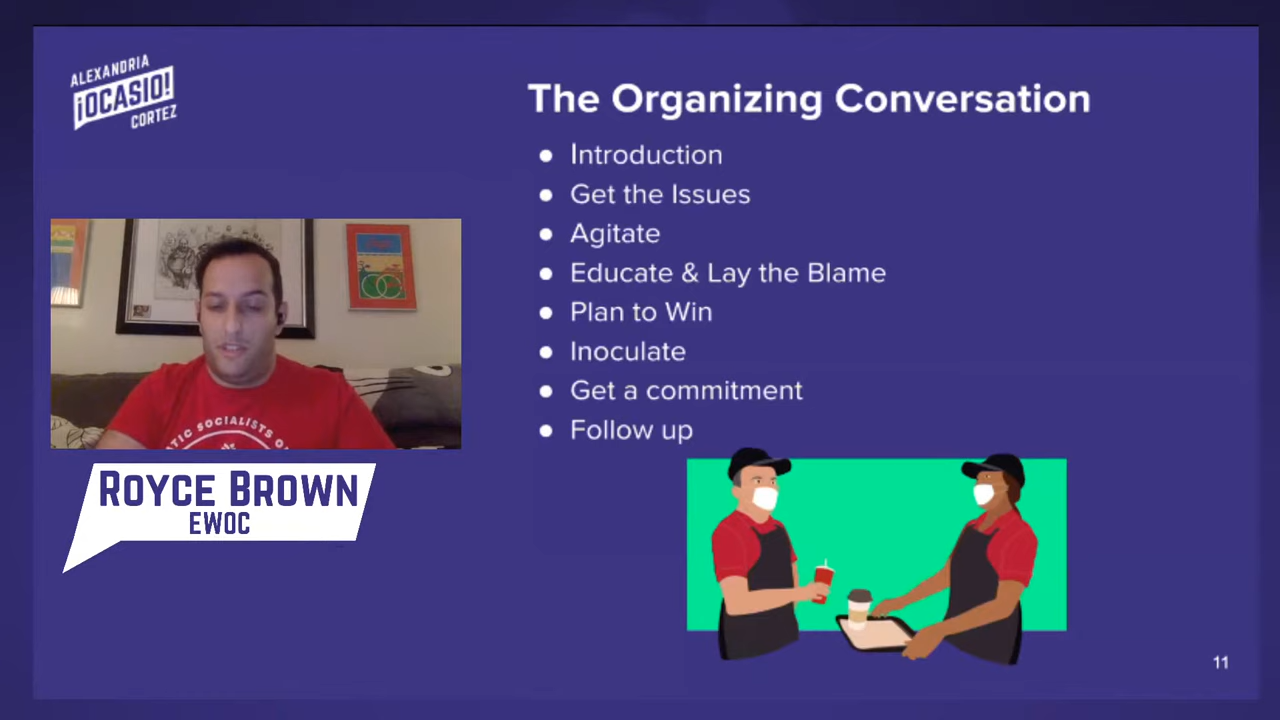 ALEXANDRIA
¡OCASIO!
CORTEZ
The Organizing Conversation
● Introduction
● Get the Issues
● Agitate
● Educate & Lay the Blame
● Plan to Win
● Inoculate
● Get a commitment
● Follow up
SOCIALISTS
ROYCE BROWN
EWOC
11